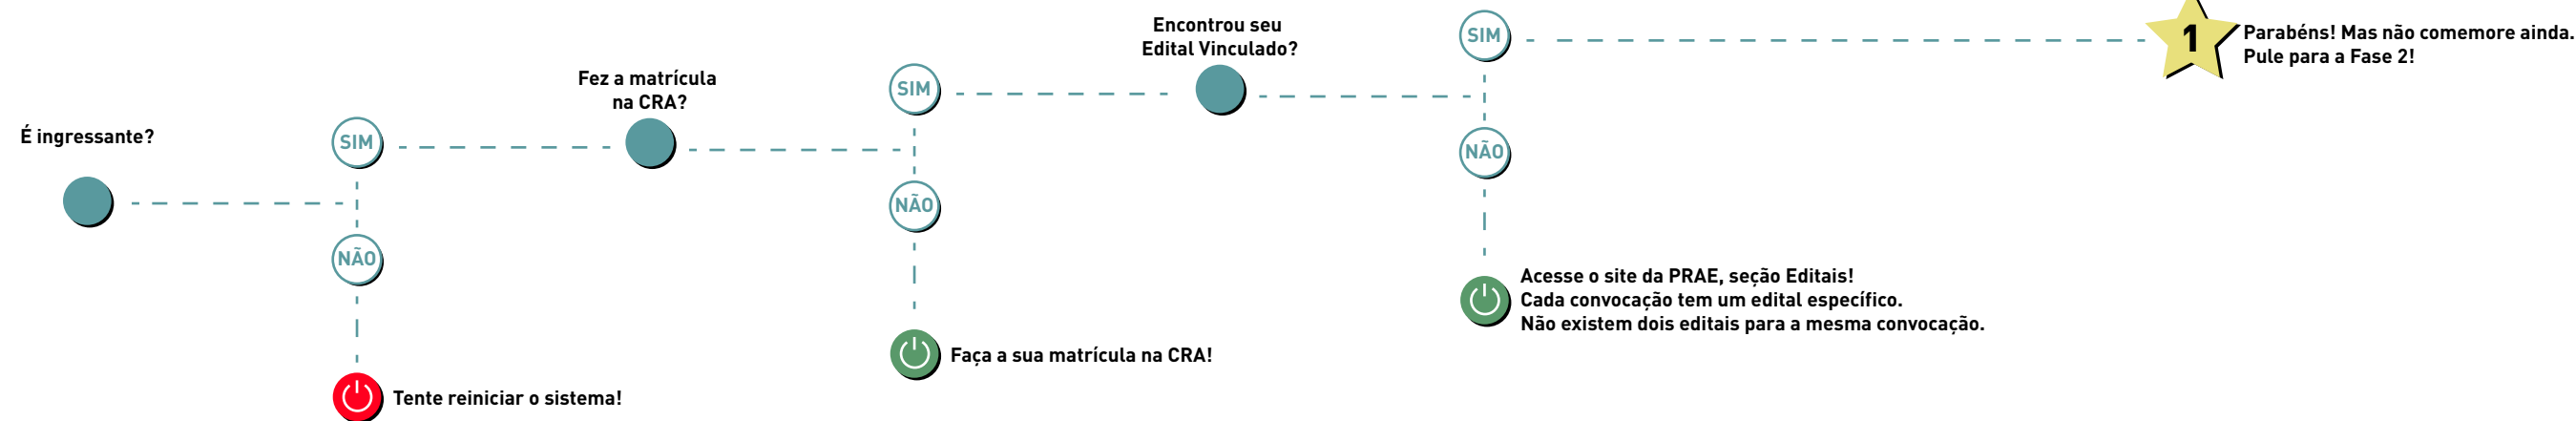 É ingressante?
SIM
NÃO
Tente reiniciar o sistema!
Fez a matrícula
na CRA?
SIM
NÃO
Faça a sua matrícula na CRA!
Encontrou seu
Edital Vinculado?
SIM
NÃO
Acesse o site da PRAE, seção Editais!
Cada convocação tem um edital específico.
Não existem dois editais para a mesma convocação.
1
Parabéns! Mas não comemore ainda.
Pule para a Fase 2!